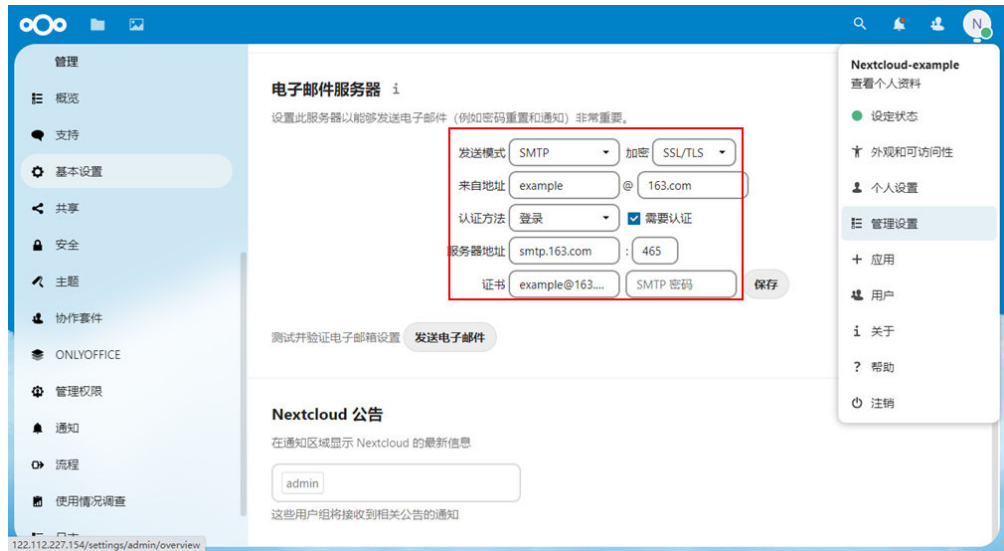 N
管理
概览
支持
基本设置
共享
安全
主题
协作套件
ONLYOFFICE
管理权限
通知
流程
使用情况调查
122.112.227.154/settings/admin/overview
电子邮件服务器 i
设置此服务器以能够发送电子邮件（例如密码重置和通知）非常重要。
发送模式 SMTP 加密 SSL/TLS
来自地址 example @ 163.com
认证方法 登录 需要认证
服务器地址 smtp.163.com : 465
证书 example@163.... SMTP 密码 保存
测试并验证电子邮箱设置 发送电子邮件
Nextcloud 公告
在通知区域显示 Nextcloud 的最新信息
admin
这些用户组将接收到相关公告的通知
Nextcloud-example
查看个人资料
设定状态
外观和可访问性
个人设置
管理设置
应用
用户
关于
帮助
注销